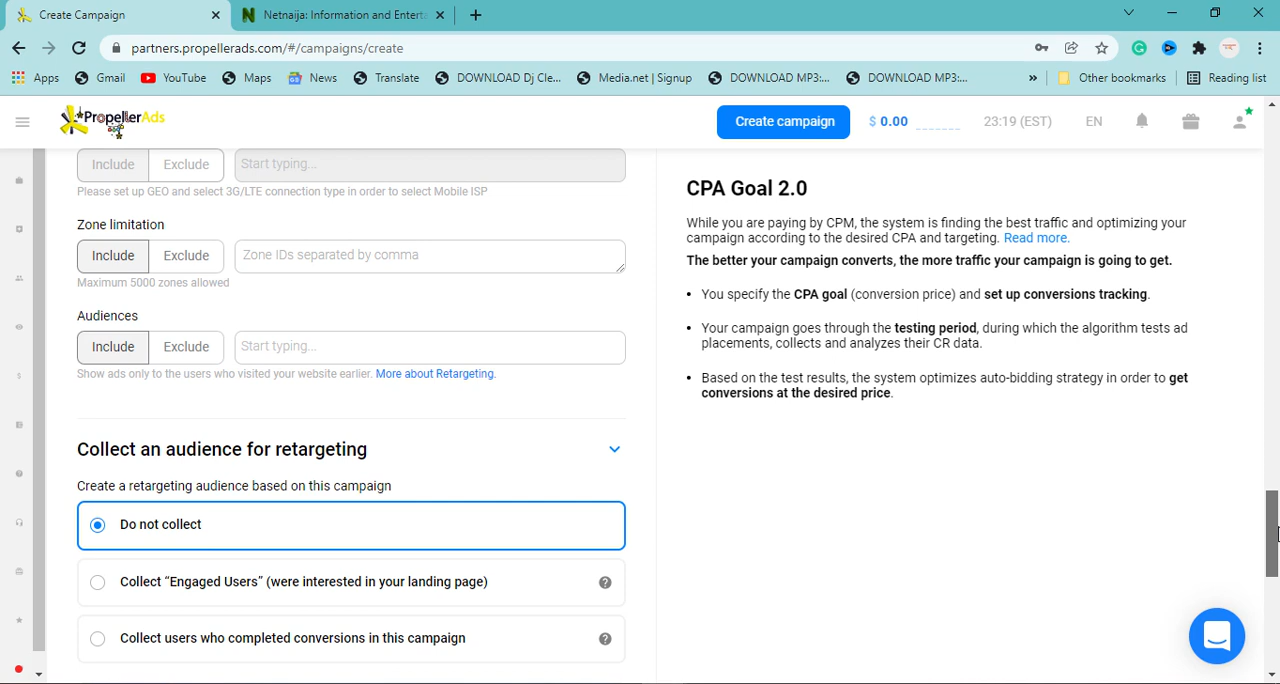 Create Campaign
Netnaija: Information and Enterta
partners.propellerads.com/#/campaigns/create
Apps Gmail YouTube Maps News Translate DOWNLOAD Dj Cle... Media.net | Signup DOWNLOAD MP3:... DOWNLOAD MP3:... » Other bookmarks Reading list
PropellerAds
Create campaign $ 0.00 23:19 (EST) EN
Include Exclude Start typing...
Please set up GEO and select 3G/LTE connection type in order to select Mobile ISP
Zone limitation
Include Exclude Zone IDs separated by comma
Maximum 5000 zones allowed
Audiences
Include Exclude Start typing...
Show ads only to the users who visited your website earlier. More about Retargeting.
Collect an audience for retargeting
Create a retargeting audience based on this campaign
Do not collect
Collect “Engaged Users” (were interested in your landing page)
Collect users who completed conversions in this campaign
CPA Goal 2.0
While you are paying by CPM, the system is finding the best traffic and optimizing your
campaign according to the desired CPA and targeting. Read more.
The better your campaign converts, the more traffic your campaign is going to get.
• You specify the CPA goal (conversion price) and set up conversions tracking.
• Your campaign goes through the testing period, during which the algorithm tests ad
placements, collects and analyzes their CR data.
• Based on the test results, the system optimizes auto-bidding strategy in order to get
conversions at the desired price.